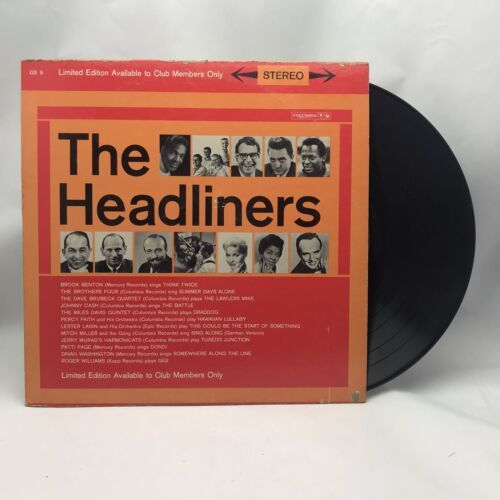 GS 9
Limited Edition Available to Club Members Only
STEREO
COLUMBIA
The
Headliners
BROOK BENTON (Mercury Records) sings THINK TWICE
THE BROTHERS FOUR (Columbia Records) sing SUMMER DAYS ALONE
THE DAVE BRUBECK QUARTET (Columbia Records) plays THE LAWLESS MIKE
JOHNNY CASH (Columbia Records) sings THE BATTLE
THE MILES DAVIS QUINTET (Columbia Records) plays DRADDOG
PERCY FAITH and His Orchestra (Columbia Records) play HAWAIIAN LULLABY
LESTER LANIN and His Orchestra (Epic Records) play THIS COULD BE THE START OF SOMETHING
MITCH MILLER and the Gang (Columbia Records) sing SING ALONG (German Version)
JERRY MURAD'S HARMONICATS (Columbia Records) play TUXEDO JUNCTION
PATTI PAGE (Mercury Records) sings DONDI
DINAH WASHINGTON (Mercury Records) sings SOMEWHERE ALONG THE LINE
ROGER WILLIAMS (Kapp Records) plays GIGI
Limited Edition Available to Club Members Only